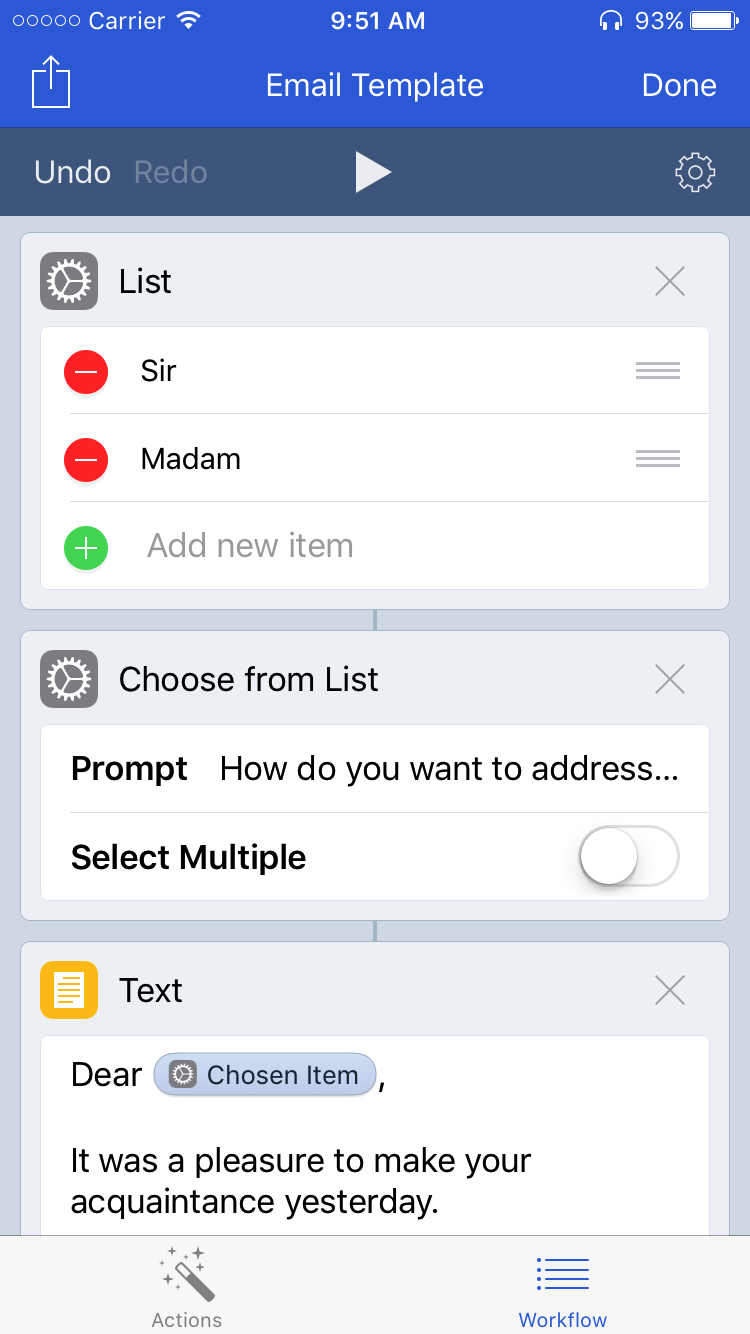 Carrier 9:51 AM 93%
Email Template Done
Undo Redo
List
Sir
Madam
Add new item
Choose from List
Prompt How do you want to address...
Select Multiple
Text
Dear Chosen Item,
It was a pleasure to make your
acquaintance yesterday.
Actions Workflow